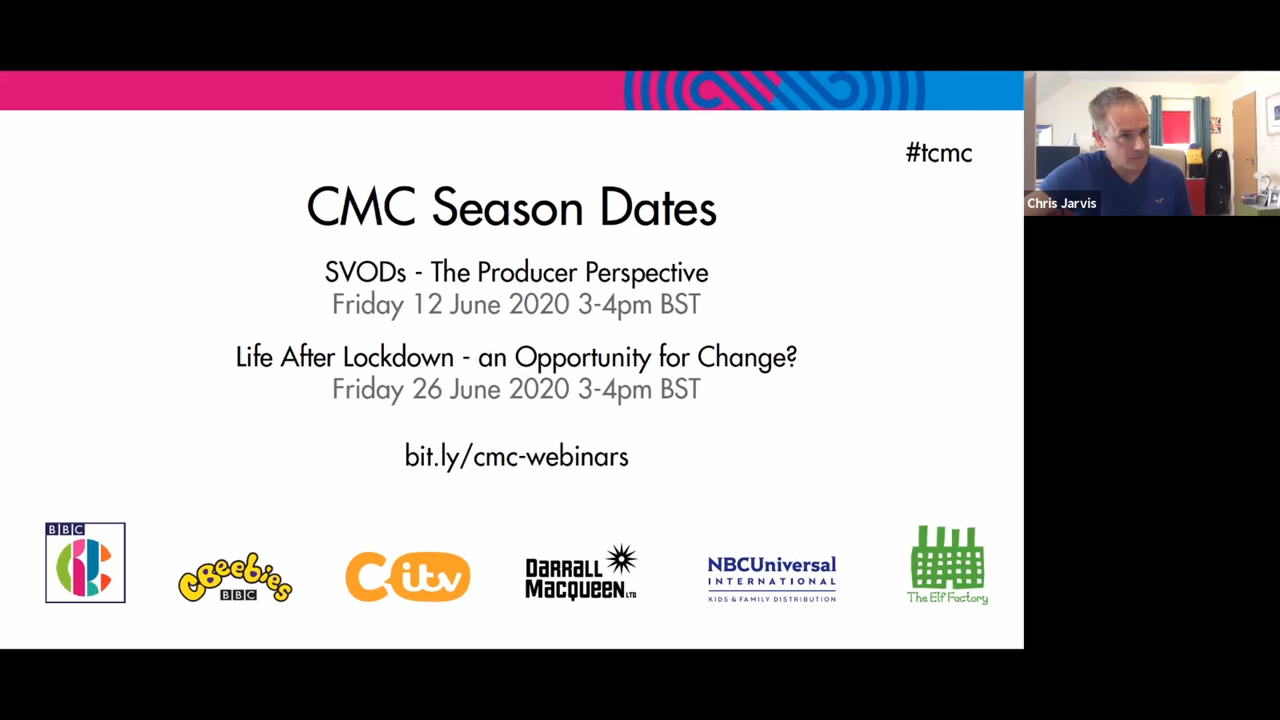 #tcmc
Chris Jarvis
CMC Season Dates
SVODs - The Producer Perspective
Friday 12 June 2020 3-4pm BST
Life After Lockdown - an Opportunity for Change?
Friday 26 June 2020 3-4pm BST
bit.ly/cmc-webinars
BBC
CBBC
CBeebies
BBC
Citv
DARRALL
MACQUEEN LTD
NBCUniversal
INTERNATIONAL
KIDS & FAMILY DISTRIBUTION
The Elf Factory